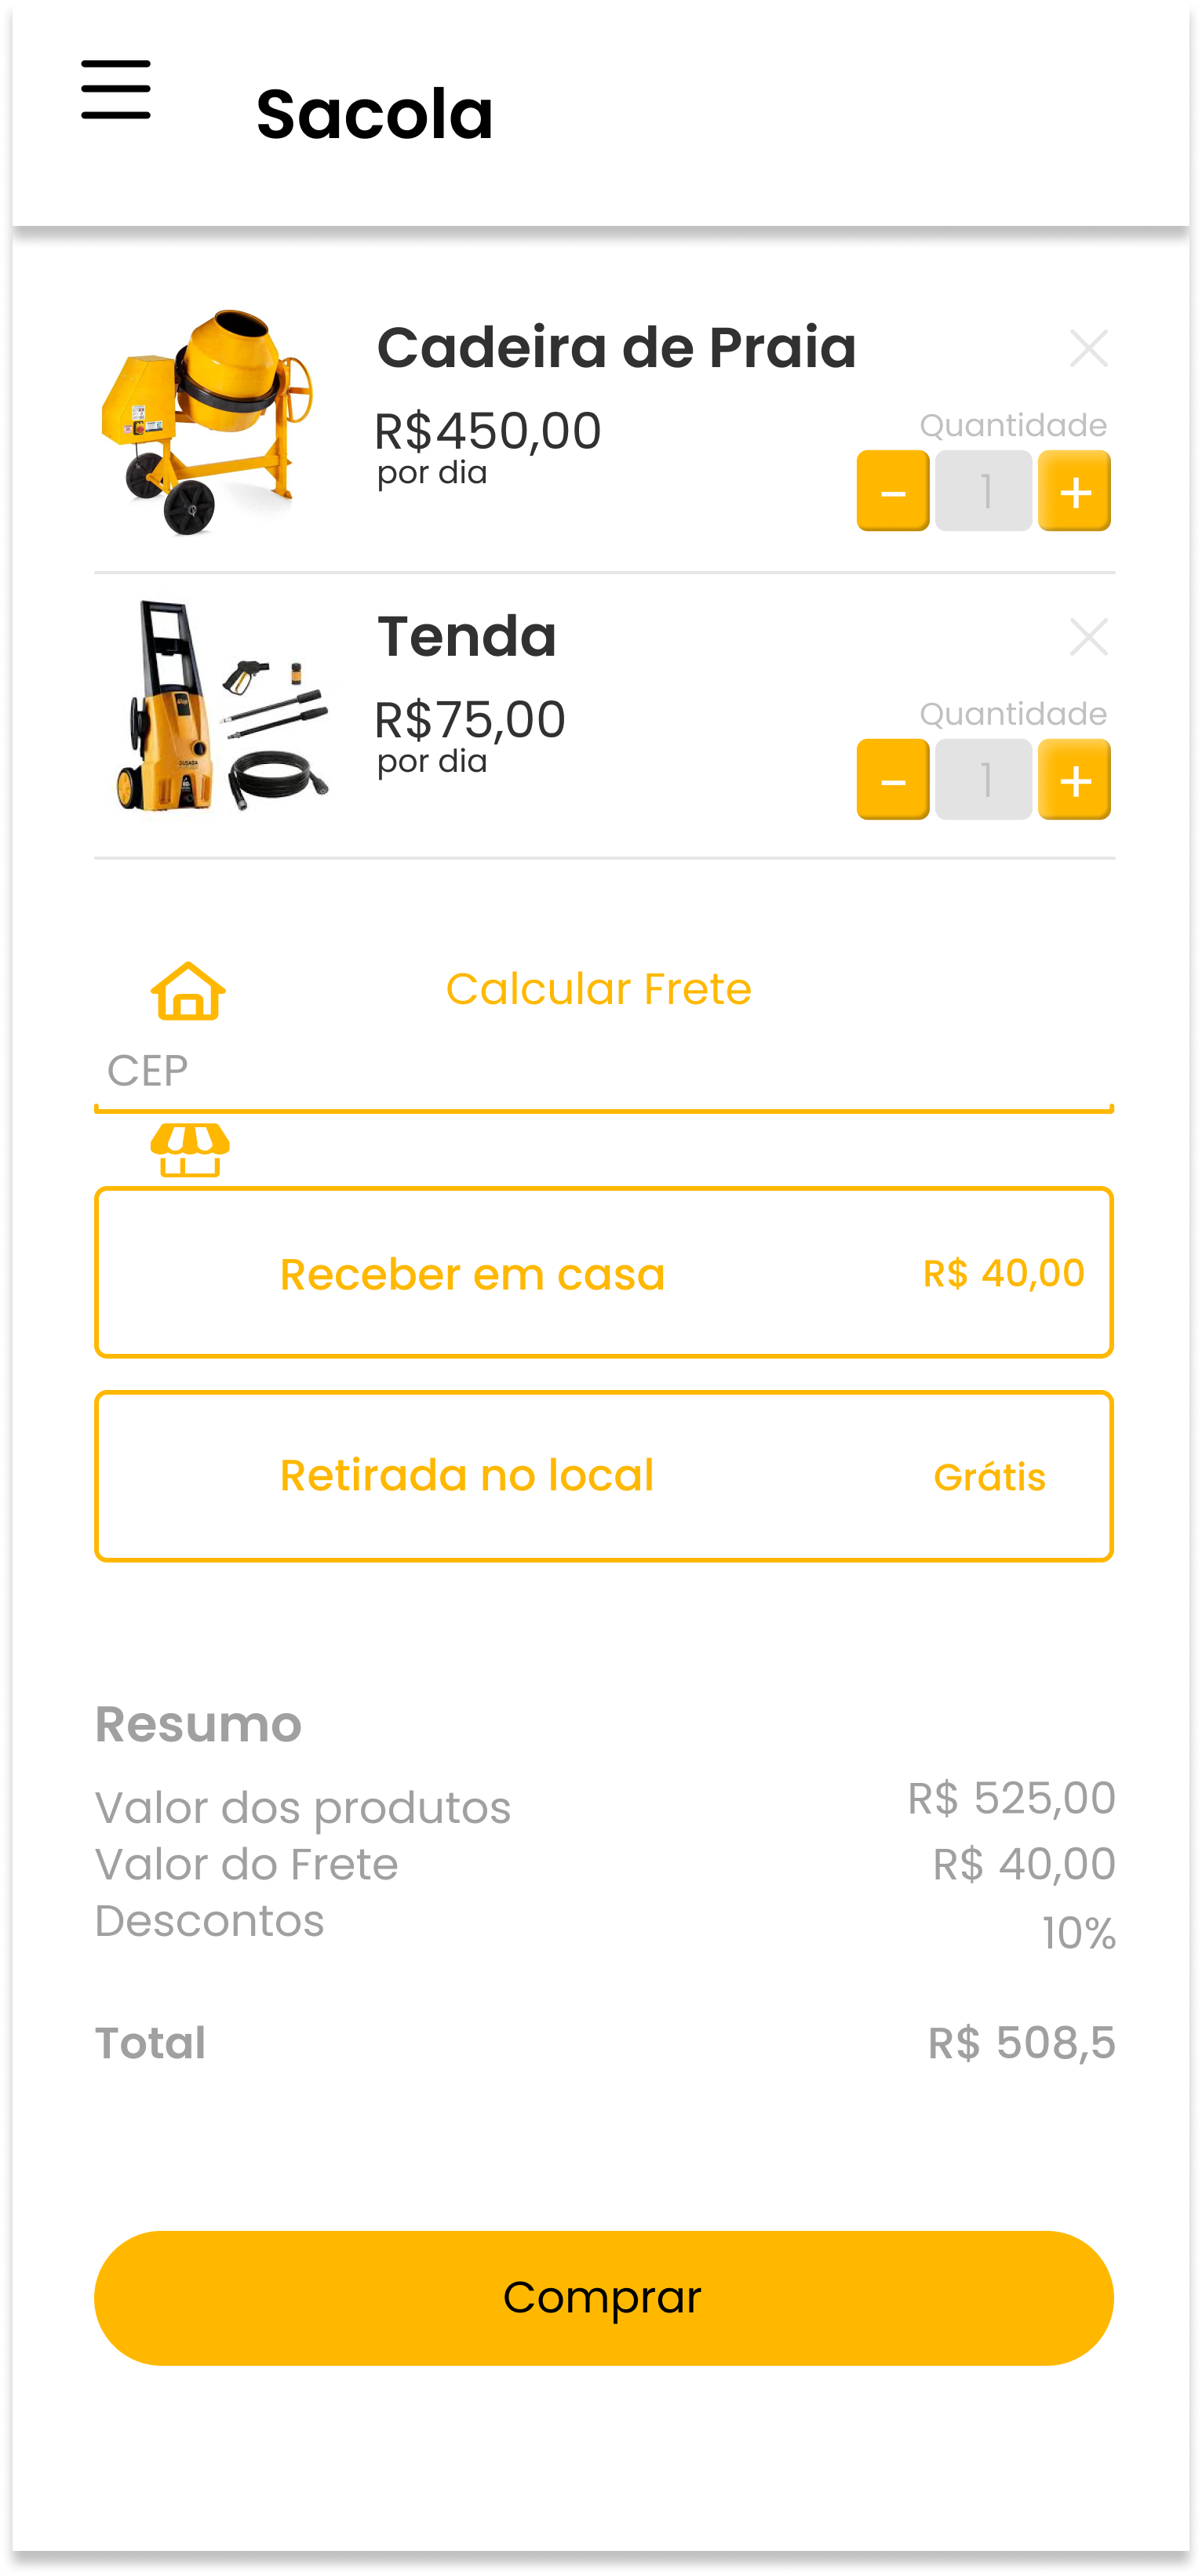 Sacola
Cadeira de Praia
R$450,00
por dia
Quantidade
- 1 +
Tenda
R$75,00
por dia
Quantidade
- 1 +
Calcular Frete
CEP
Receber em casa R$ 40,00
Retirada no local Grátis
Resumo
Valor dos produtos R$ 525,00
Valor do Frete R$ 40,00
Descontos 10%
Total R$ 508,5
Comprar